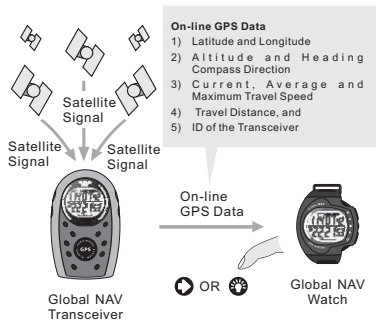 On-line GPS Data
1) Latitude and Longitude
2) Altitude and Heading
Compass Direction
3) Current, Average and
Maximum Travel Speed
4) Travel Distance, and
5) ID of the Transceiver
Satellite
Signal
Satellite
Signal
Satellite
Signal
GPS
On-line
GPS Data
OR
Global NAV
Transceiver
Global NAV
Watch